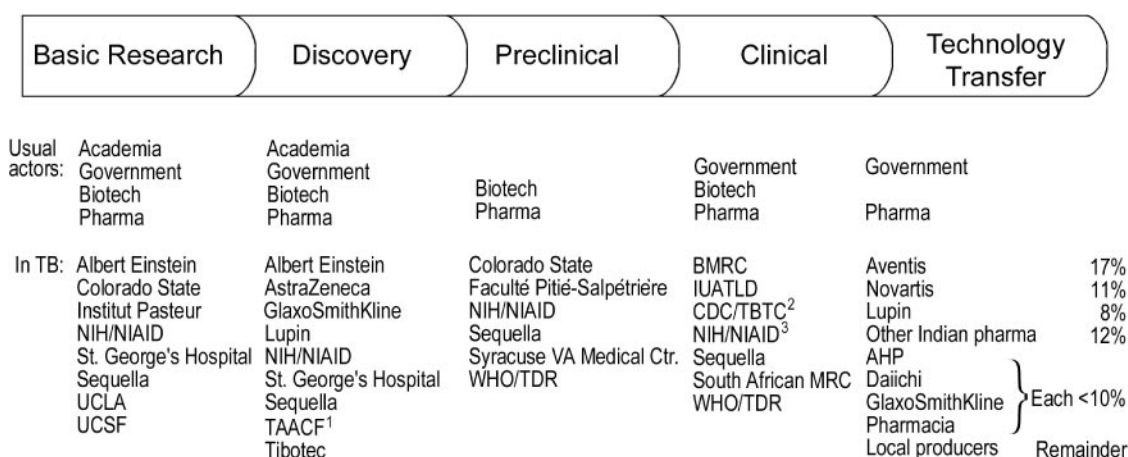 Basic Research
Discovery
Preclinical
Clinical
Technology
Transfer
Usual
actors:
Academia
Government
Biotech
Pharma
Academia
Government
Biotech
Pharma
Biotech
Pharma
Government
Biotech
Pharma
Government
Pharma
In TB:
Albert Einstein
Colorado State
Institut Pasteur
NIH/NIAID
St. George's Hospital
Sequella
UCLA
UCSF
Albert Einstein
AstraZeneca
GlaxoSmithKline
Lupin
NIH/NIAID
St. George's Hospital
Sequella
TAACF¹
Tibotec
Colorado State
Faculté Pitié-Salpétrière
NIH/NIAID
Sequella
Syracuse VA Medical Ctr.
WHO/TDR
BMRC
IUATLD
CDC/TBTC²
NIH/NIAID³
Sequella
South African MRC
WHO/TDR
Aventis 17%
Novartis 11%
Lupin 8%
Other Indian pharma 12%
AHP
Daiichi
GlaxoSmithKline
Pharmacia
Each <10%
Local producers Remainder